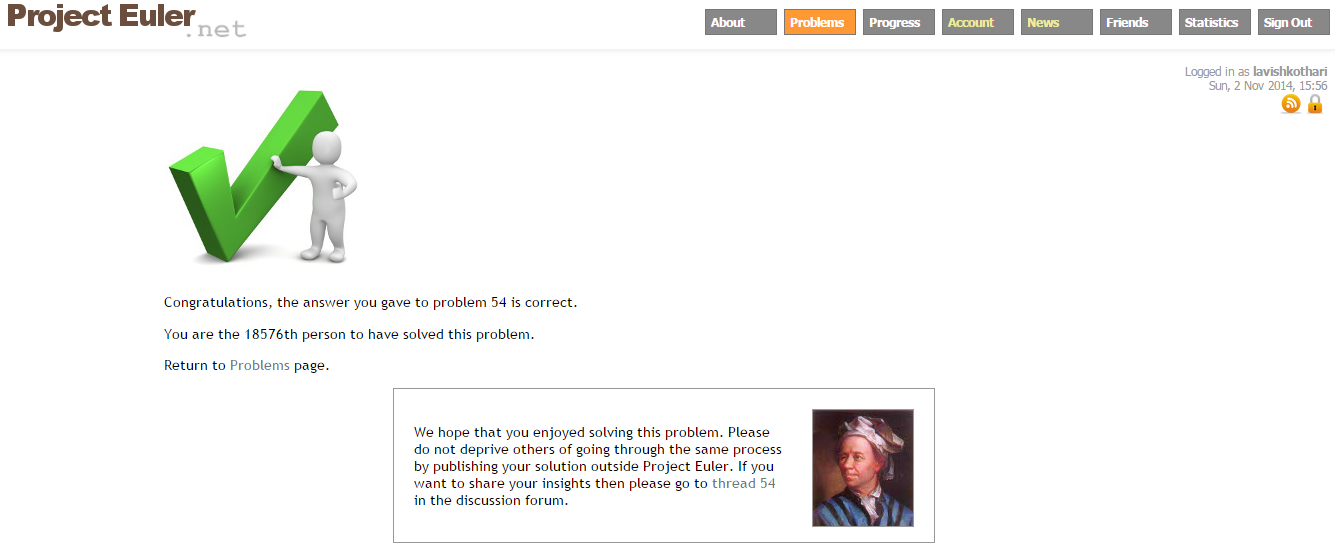 Project Euler.net
About Problems Progress Account News Friends Statistics Sign Out
Logged in as lavishkothari
Sun, 2 Nov 2014, 15:56
Congratulations, the answer you gave to problem 54 is correct.
You are the 18576th person to have solved this problem.
Return to Problems page.
We hope that you enjoyed solving this problem. Please
do not deprive others of going through the same process
by publishing your solution outside Project Euler. If you
want to share your insights then please go to thread 54
in the discussion forum.